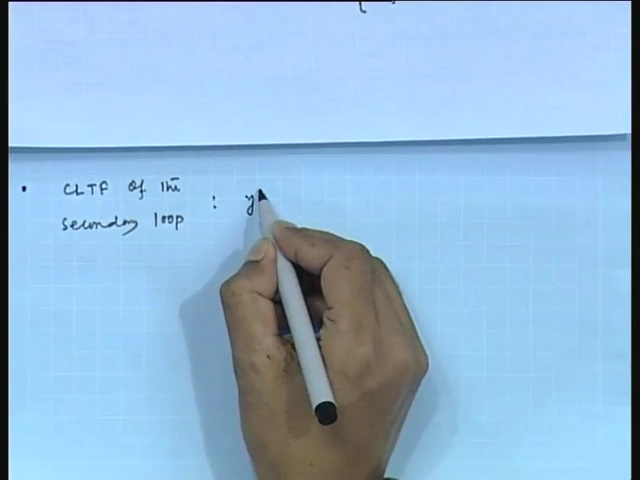 • CLTF of the
secondary loop : y